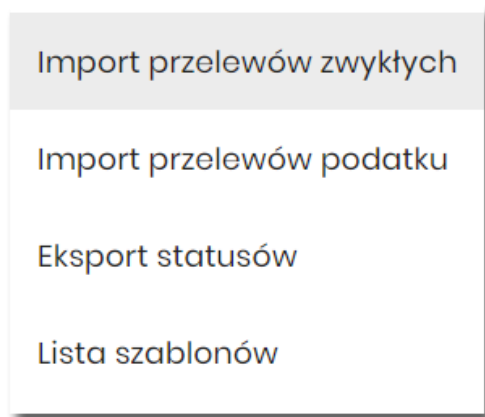 Import przelewów zwykłych
Import przelewów podatku
Eksport statusów
Lista szablonów